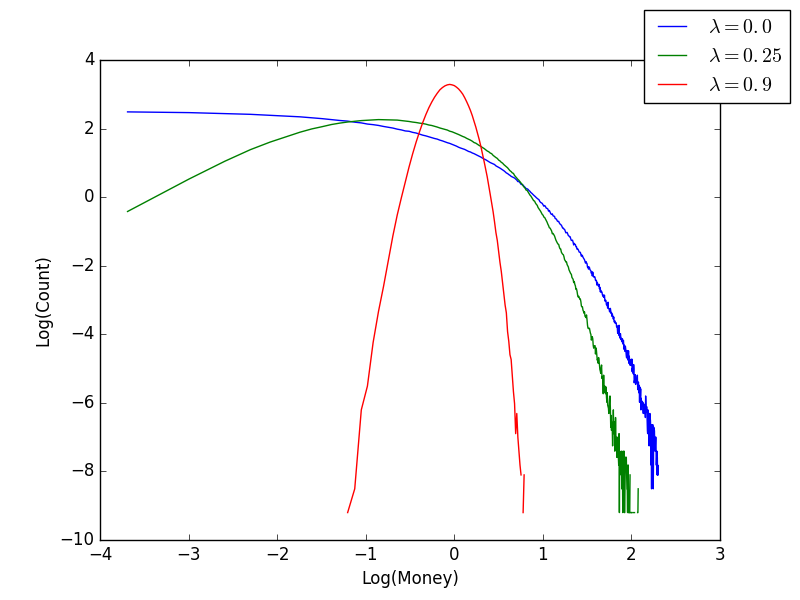 λ = 0.0
λ = 0.25
λ = 0.9
4
2
0
−2
−4
−6
−8
−10
Log(Count)
−4 −3 −2 −1 0 1 2 3
Log(Money)